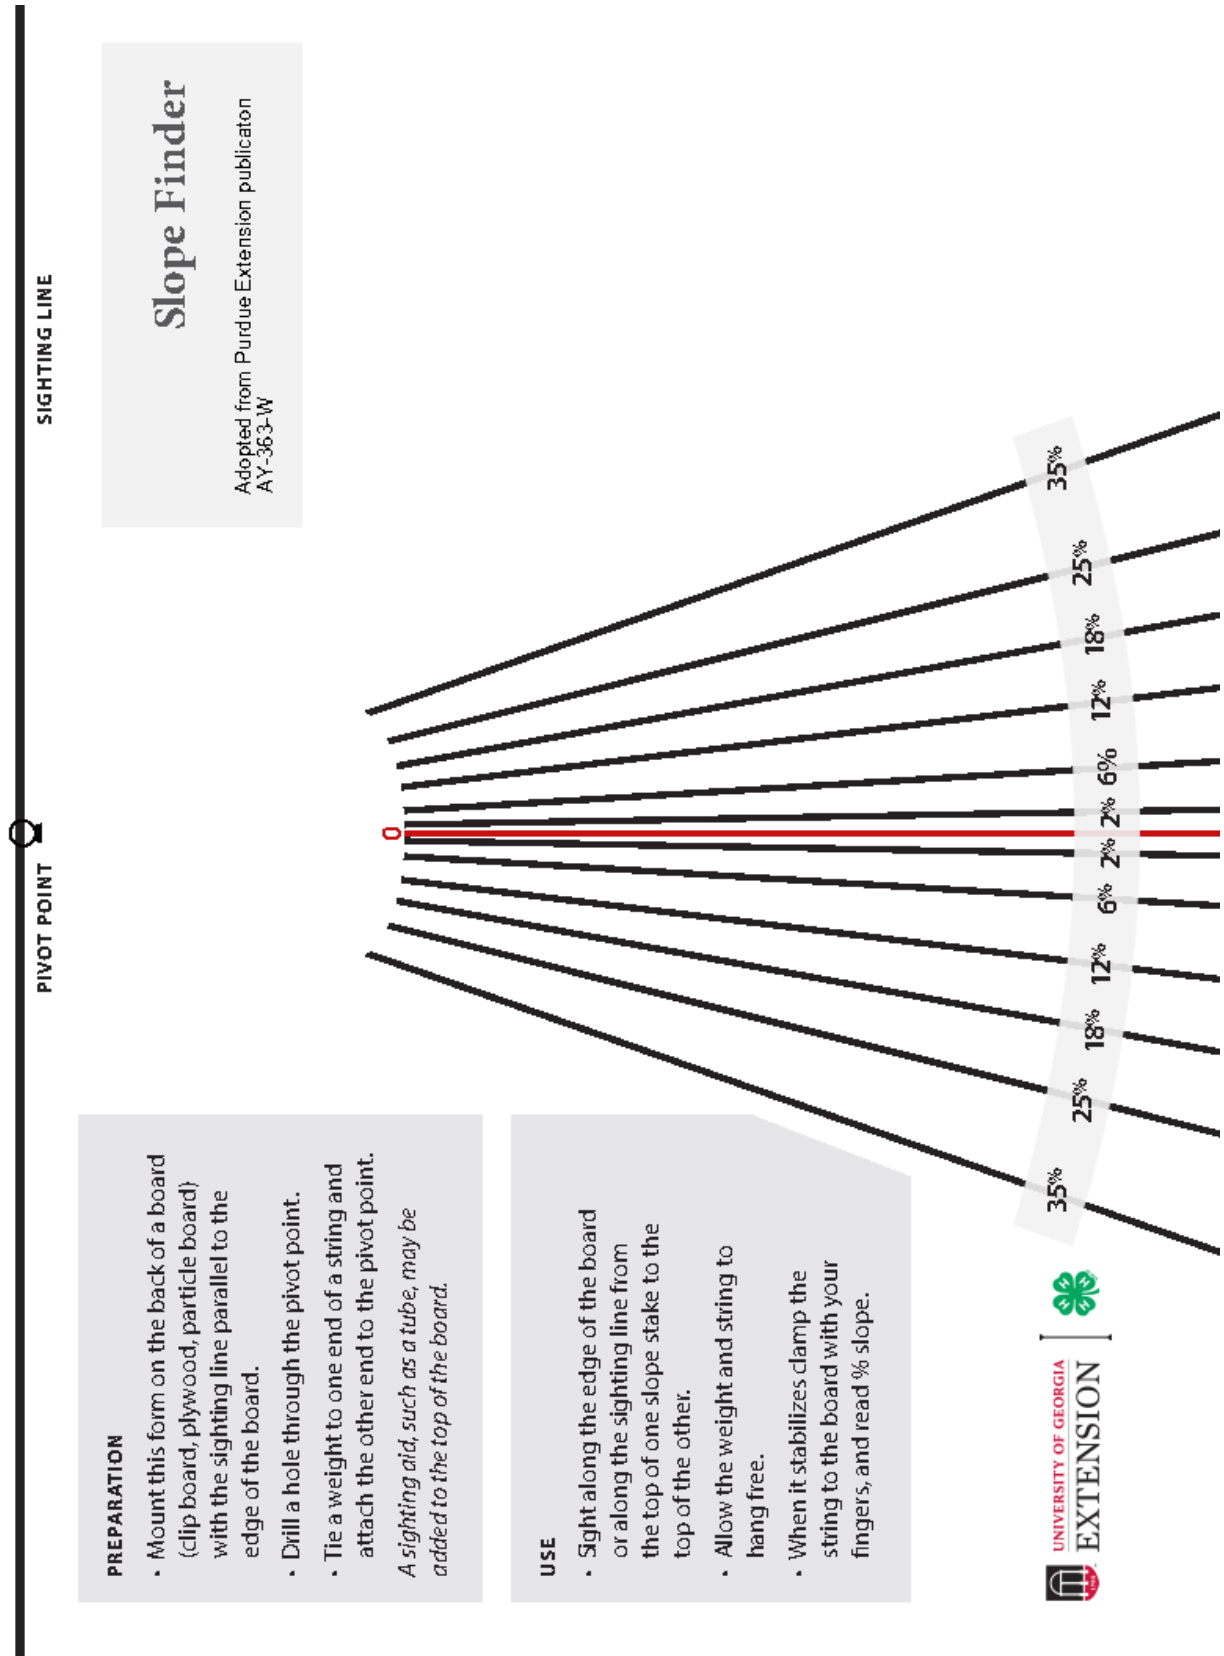 SIGHTING LINE
PIVOT POINT
Slope Finder
Adopted from Purdue Extension publicaton
AY-363-W
PREPARATION
• Mount this form on the back of a board
(clip board, plywood, particle board)
with the sighting line parallel to the
edge of the board.
• Drill a hole through the pivot point.
• Tie a weight to one end of a string and
attach the other end to the pivot point.
A sighting aid, such as a tube, may be
added to the top of the board.
USE
• Sight along the edge of the board
or along the sighting line from
the top of one slope stake to the
top of the other.
• Allow the weight and string to
hang free.
• When it stabilizes clamp the
string to the board with your
fingers, and read % slope.
0
35%
25%
18%
12%
6%
2%
2%
6%
12%
18%
25%
35%
UNIVERSITY OF GEORGIA
EXTENSION
H H H H